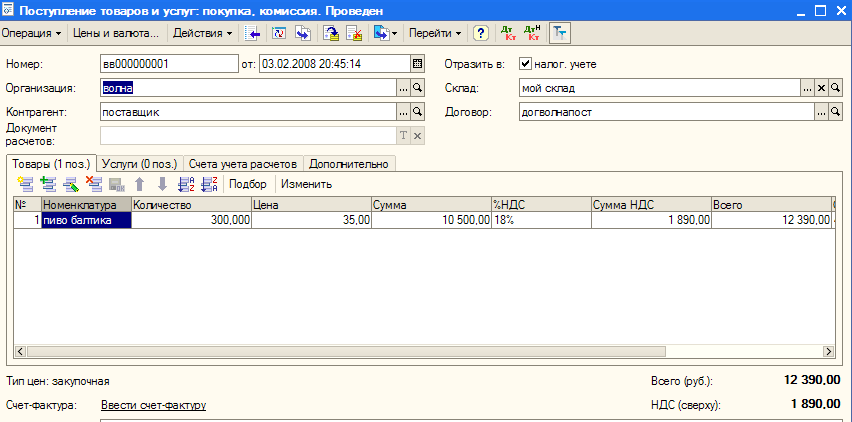 Поступление товаров и услуг: покупка, комиссия. Проведен
Операция Цены и валюта... Действия Перейти ? Дт Кт Дт Н Кт
Номер: вв000000001 от: 03.02.2008 20:45:14 Отразить в: налог. учете
Организация: волна ... Склад: мой склад ...
Контрагент: поставщик ... Договор: догволнапост ...
Документ расчетов: T
Товары (1 поз.) Услуги (0 поз.) Счета учета расчетов Дополнительно
Подбор Изменить
№ Номенклатура Количество Цена Сумма %НДС Сумма НДС Всего
1 пиво балтика 300,000 35,00 10 500,00 18% 1 890,00 12 390,00
Тип цен: закупочная Всего (руб.): 12 390,00
Счет-фактура: Ввести счет-фактуру НДС (сверху): 1 890,00